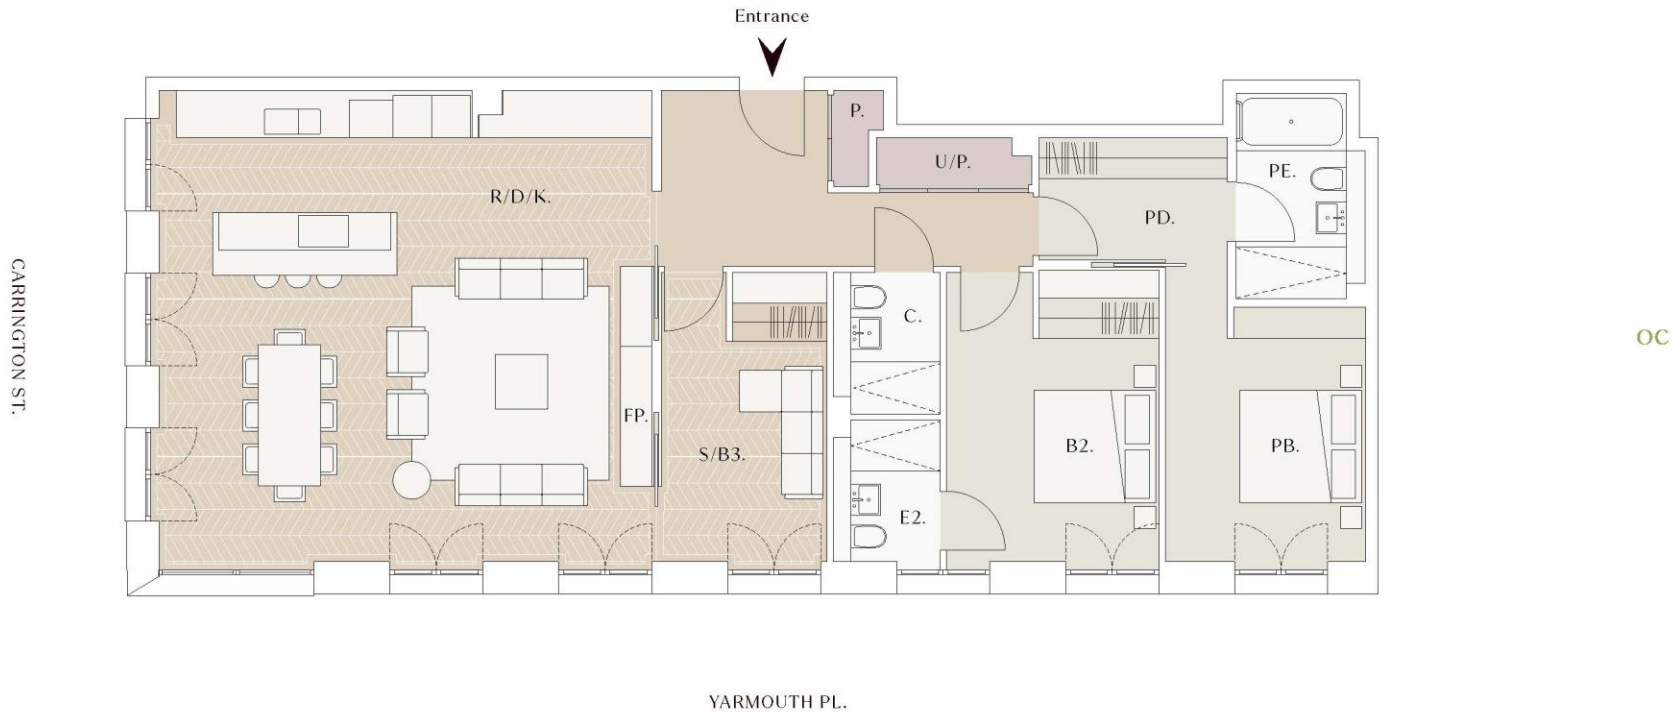 Entrance
P.
U/P.
PE.
R/D/K.
PD.
CARRINGTON ST.
C.
OC
FP.
S/B3.
B2.
PB.
E2.
YARMOUTH PL.